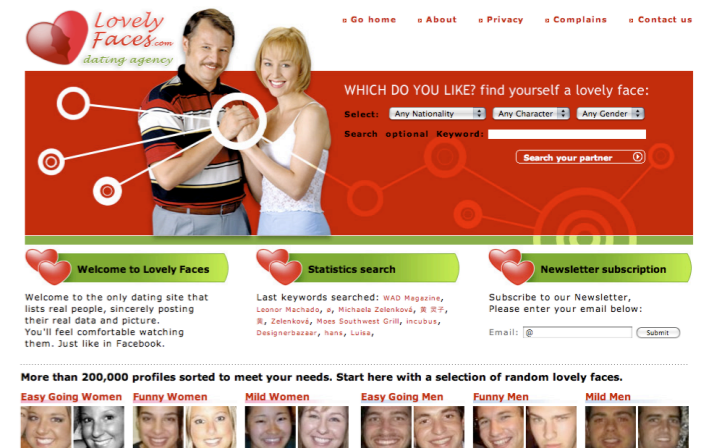 Lovely
Faces.com
dating agency
Go home
About
Privacy
Complains
Contact us
WHICH DO YOU LIKE? find yourself a lovely face:
Select: Any Nationality Any Character Any Gender
Search optional Keyword:
Search your partner
Welcome to Lovely Faces
Welcome to the only dating site that
lists real people, sincerely posting
their real data and picture.
You'll feel comfortable watching
them. Just like in Facebook.
Statistics search
Last keywords searched: WAD Magazine,
Leonor Machado, ø, Michaela Zelenková,
Zelenková, Moes Southwest Grill, incubus,
Designerbazaar, hans, Luisa,
Newsletter subscription
Subscribe to our Newsletter,
Please enter your email below:
Email: @ Submit
More than 200,000 profiles sorted to meet your needs. Start here with a selection of random lovely faces.
Easy Going Women
Funny Women
Mild Women
Easy Going Men
Funny Men
Mild Men